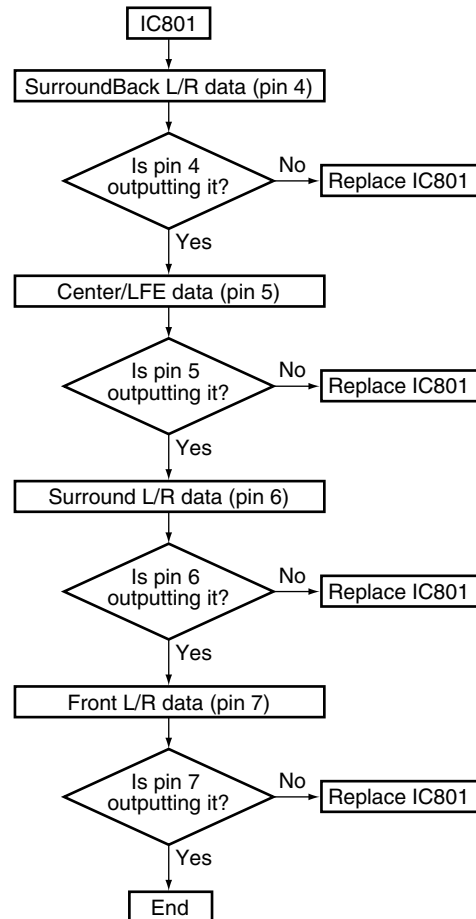 IC801
SurroundBack L/R data (pin 4)
Is pin 4
outputting it?
No
Replace IC801
Yes
Center/LFE data (pin 5)
Is pin 5
outputting it?
No
Replace IC801
Yes
Surround L/R data (pin 6)
Is pin 6
outputting it?
No
Replace IC801
Yes
Front L/R data (pin 7)
Is pin 7
outputting it?
No
Replace IC801
Yes
End